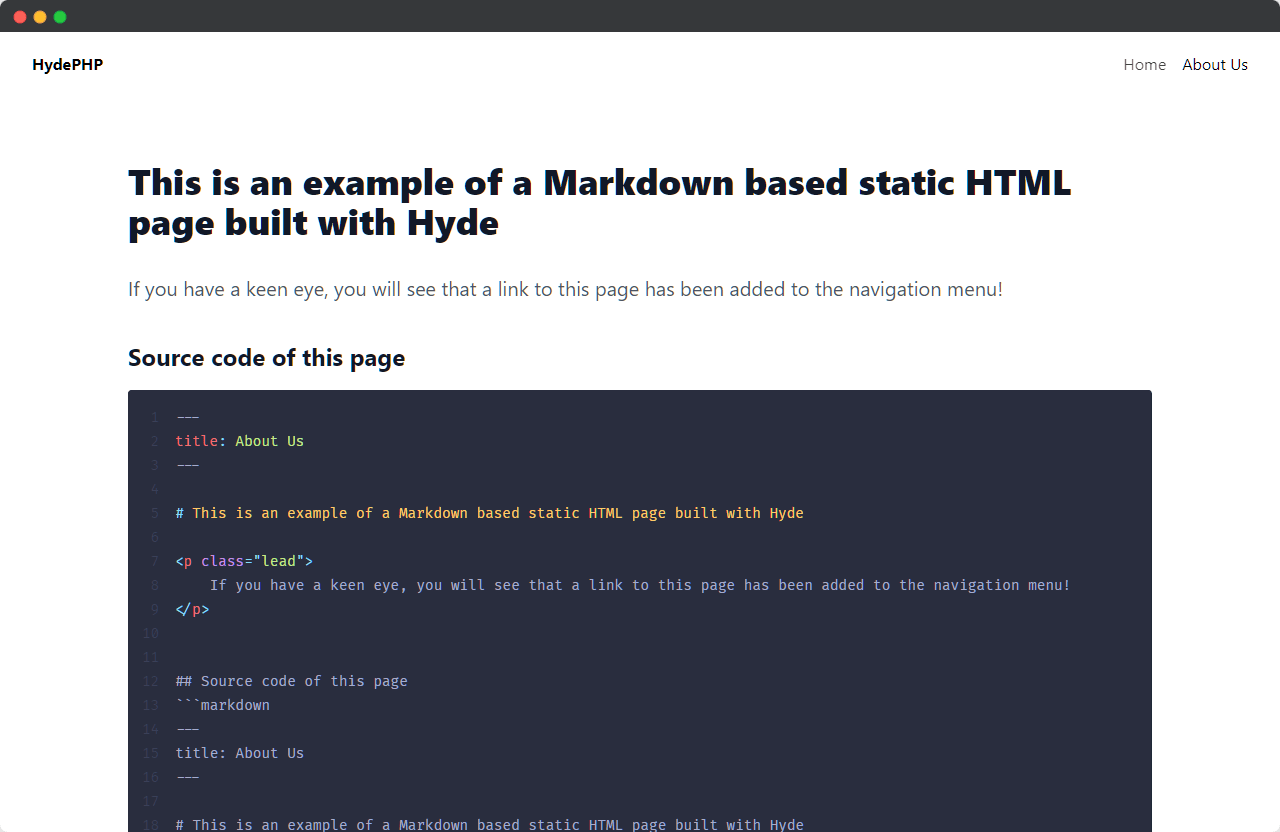 HydePHP
Home About Us
This is an example of a Markdown based static HTML
page built with Hyde
If you have a keen eye, you will see that a link to this page has been added to the navigation menu!
Source code of this page
1 ---
2 title: About Us
3 ---
4
5 # This is an example of a Markdown based static HTML page built with Hyde
6
7 <p class="lead">
8 If you have a keen eye, you will see that a link to this page has been added to the navigation menu!
9 </p>
10
11
12 ## Source code of this page
13 ```markdown
14 ---
15 title: About Us
16 ---
17
18 # This is an example of a Markdown based static HTML page built with Hyde